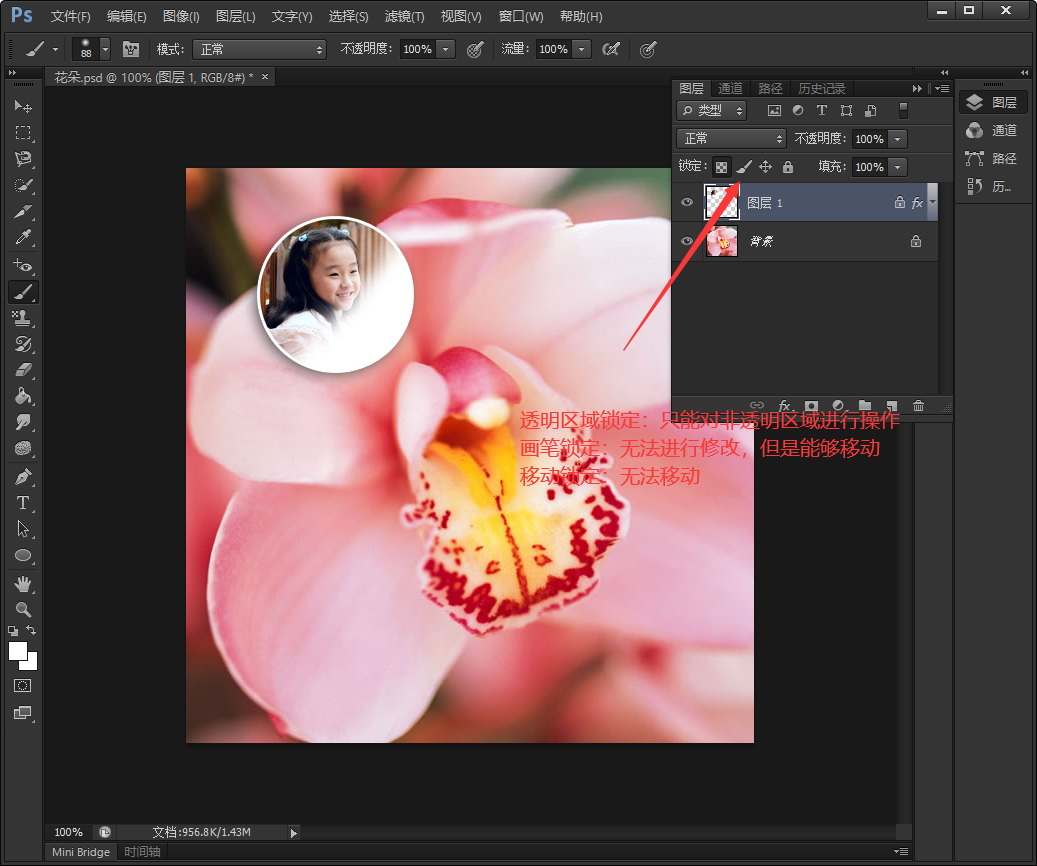 Ps 文件(F) 编辑(E) 图像(I) 图层(L) 文字(Y) 选择(S) 滤镜(T) 视图(V) 窗口(W) 帮助(H)
88 模式: 正常 不透明度: 100% 流量: 100%
花朵.psd @ 100% (图层 1, RGB/8#) * ×
图层 通道 路径 历史记录
类型
正常 不透明度: 100%
锁定: 填充: 100%
图层 1 fx
背景
fx
图层
通道
路径
历...
透明区域锁定：只能对非透明区域进行操作
画笔锁定：无法进行修改，但是能够移动
移动锁定：无法移动
100% 文档:956.8K/1.43M
Mini Bridge 时间轴